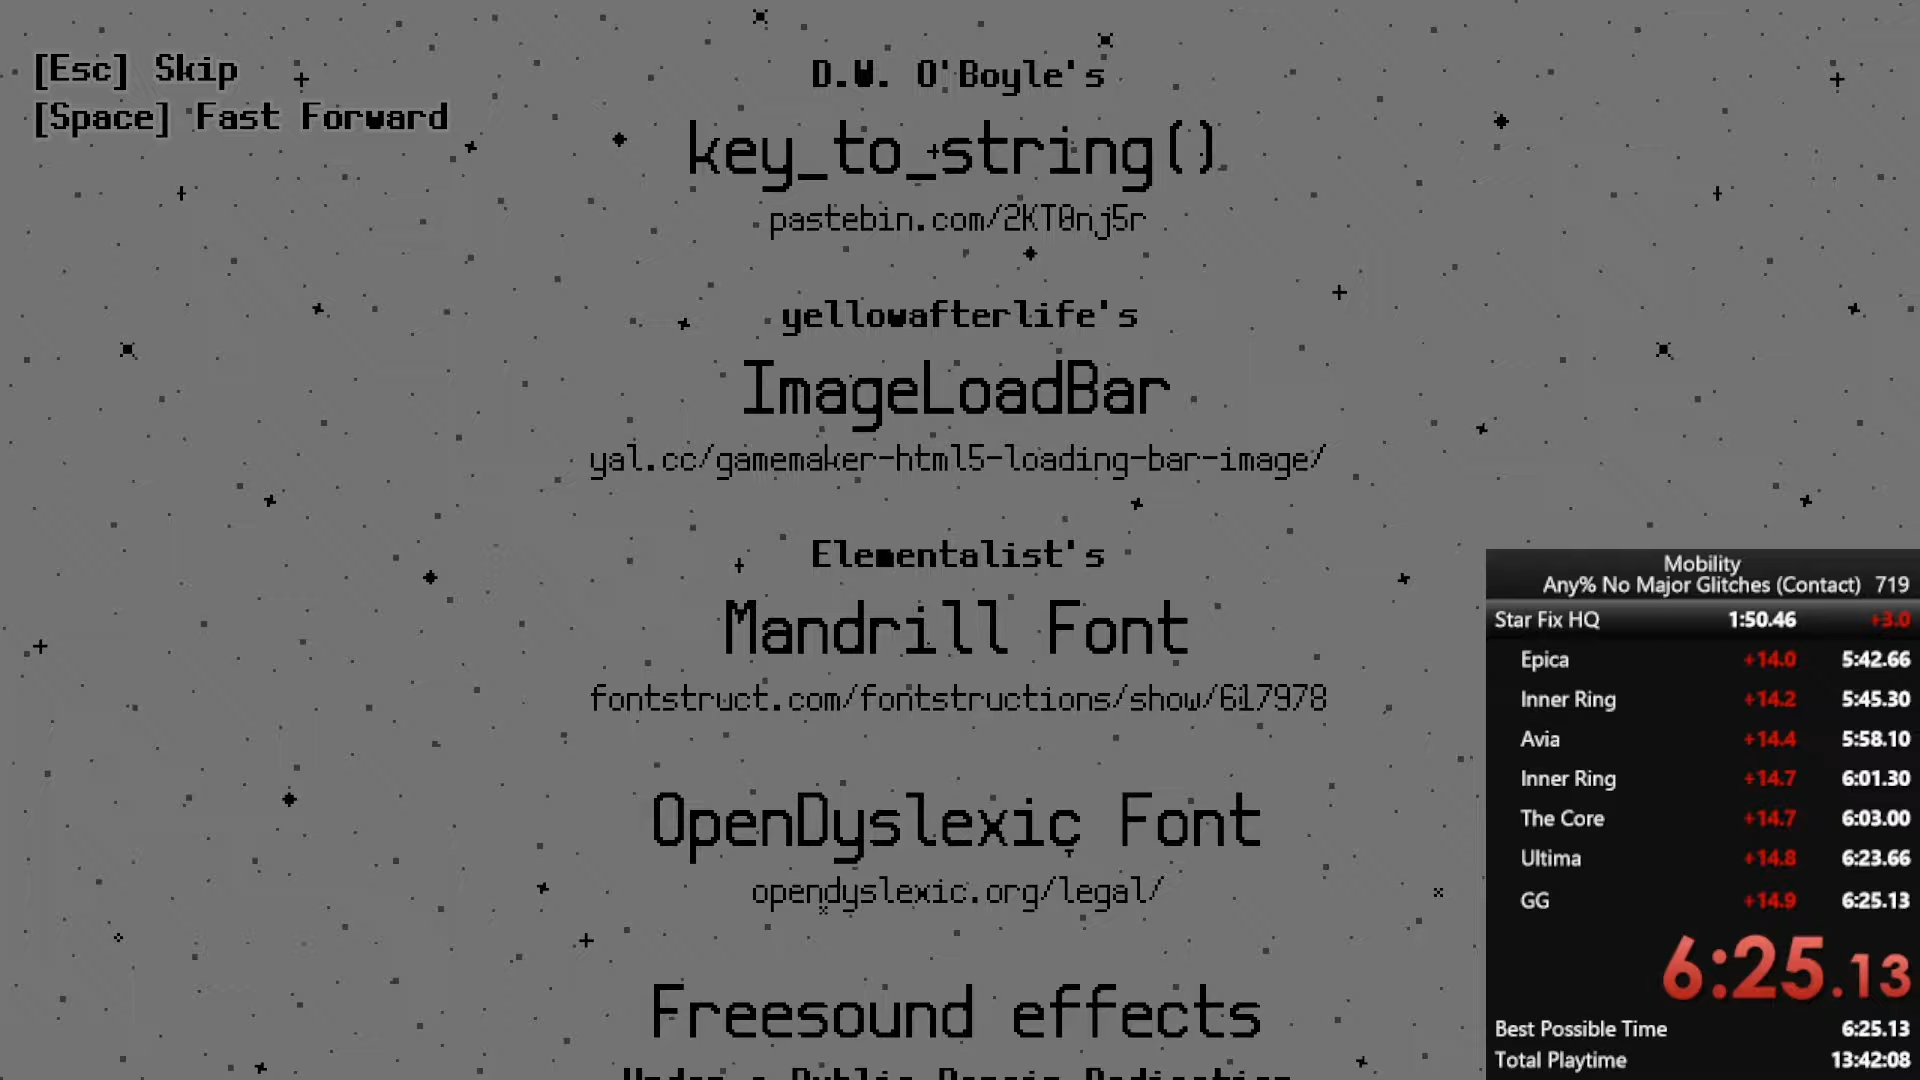 [Esc] Skip
[Space] Fast Forward
D.W. O'Boyle's
key_to_string()
pastebin.com/2KT0nj5r
yellowafterlife's
ImageLoadBar
yal.cc/gamemaker-html5-loading-bar-image/
Elementalist's
Mandrill Font
fontstruct.com/fontstructions/show/617978
OpenDyslexic Font
opendyslexic.org/legal/
Freesound effects
Under a Public Domain Dedication
Mobility
Any% No Major Glitches (Contact) 719
Star Fix HQ 1:50.46 +3.0
Epica +14.0 5:42.66
Inner Ring +14.2 5:45.30
Avia +14.4 5:58.10
Inner Ring +14.7 6:01.30
The Core +14.7 6:03.00
Ultima +14.8 6:23.66
GG +14.9 6:25.13
6:25.13
Best Possible Time 6:25.13
Total Playtime 13:42:08